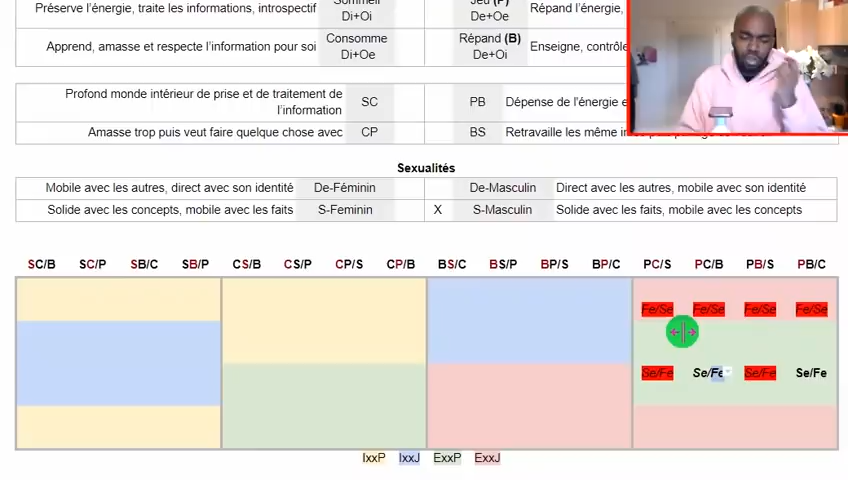 Sommeil Jeu (P)
Préserve l'énergie, traite les informations, introspectif Di+Oi De+Oe Répand l'énergie,
Consomme Répand (B)
Apprend, amasse et respecte l'information pour soi Di+Oe De+Oi Enseigne, contrôle
Profond monde intérieur de prise et de traitement de l'information SC PB Dépense de l'énergie e
Amasse trop puis veut faire quelque chose avec CP BS Retravaille les même
Sexualités
Mobile avec les autres, direct avec son identité De-Féminin De-Masculin Direct avec les autres, mobile avec son identité
Solide avec les concepts, mobile avec les faits S-Feminin X S-Masculin Solide avec les faits, mobile avec les concepts
SC/B SC/P SB/C SB/P CS/B CS/P CP/S CP/B BS/C BS/P BP/S BP/C PC/S PC/B PB/S PB/C
Fe/Se Fe/Se Fe/Se Fe/Se
Se/Fe Se/Fe Se/Fe Se/Fe
IxxP IxxJ ExxP ExxJ